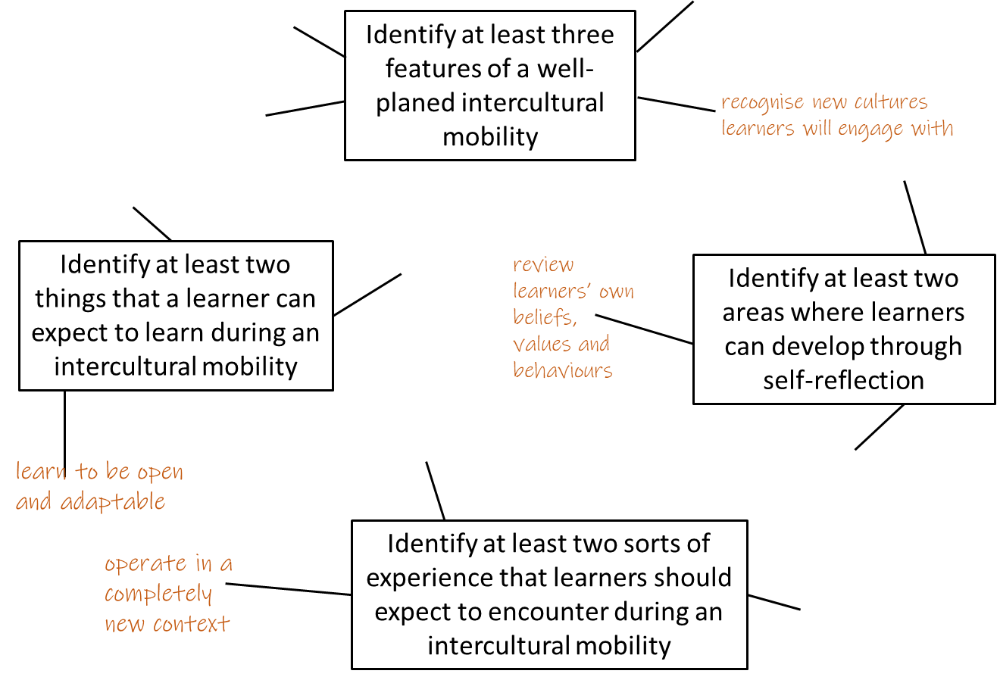 Identify at least three
features of a well-
planed intercultural
mobility
recognise new cultures
learners will engage with
Identify at least two
things that a learner can
expect to learn during an
intercultural mobility
review
learners' own
beliefs,
values and
behaviours
Identify at least two
areas where learners
can develop through
self-reflection
learn to be open
and adaptable
operate in a
completely
new context
Identify at least two sorts of
experience that learners should
expect to encounter during an
intercultural mobility